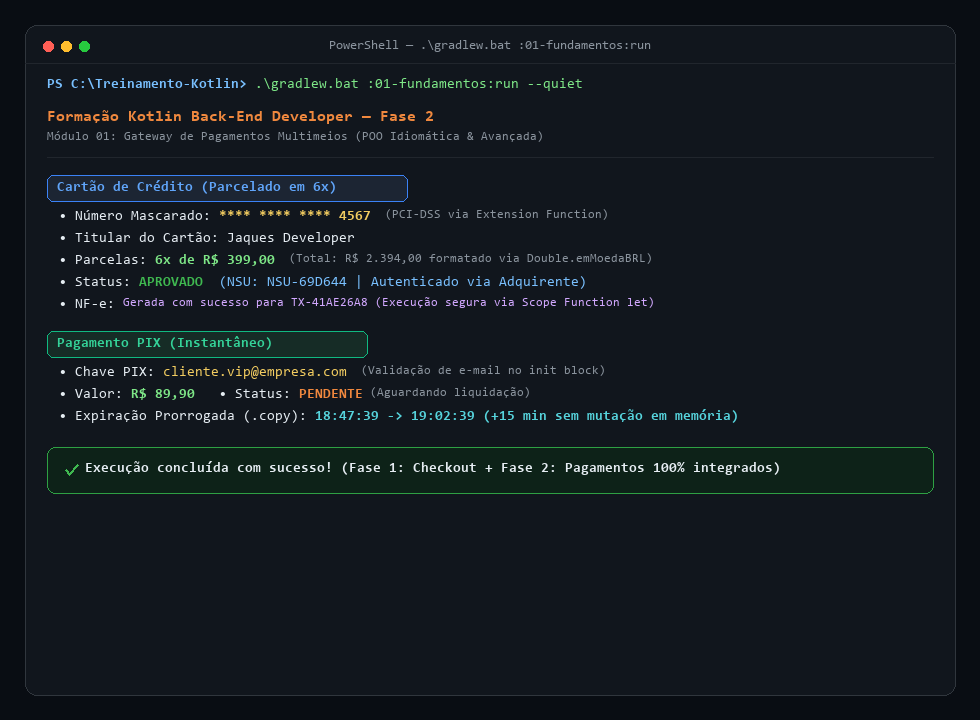 PowerShell — .\gradlew.bat :01-fundamentos:run
PS C:\Treinamento-Kotlin> .\gradlew.bat :01-fundamentos:run --quiet
Formação Kotlin Back-End Developer — Fase 2
Módulo 01: Gateway de Pagamentos Multimeios (POO Idiomática & Avançada)
Cartão de Crédito (Parcelado em 6x)
• Número Mascarado: **** **** **** 4567 (PCI-DSS via Extension Function)
• Titular do Cartão: Jaques Developer
• Parcelas: 6x de R$ 399,00 (Total: R$ 2.394,00 formatado via Double.emMoedaBRL)
• Status: APROVADO (NSU: NSU-69D644 | Autenticado via Adquirente)
• NF-e: Gerada com sucesso para TX-41AE26A8 (Execução segura via Scope Function let)
Pagamento PIX (Instantâneo)
• Chave PIX: cliente.vip@empresa.com (Validação de e-mail no init block)
• Valor: R$ 89,90 • Status: PENDENTE (Aguardando liquidação)
• Expiração Prorrogada (.copy): 18:47:39 -> 19:02:39 (+15 min sem mutação em memória)
✓ Execução concluída com sucesso! (Fase 1: Checkout + Fase 2: Pagamentos 100% integrados)